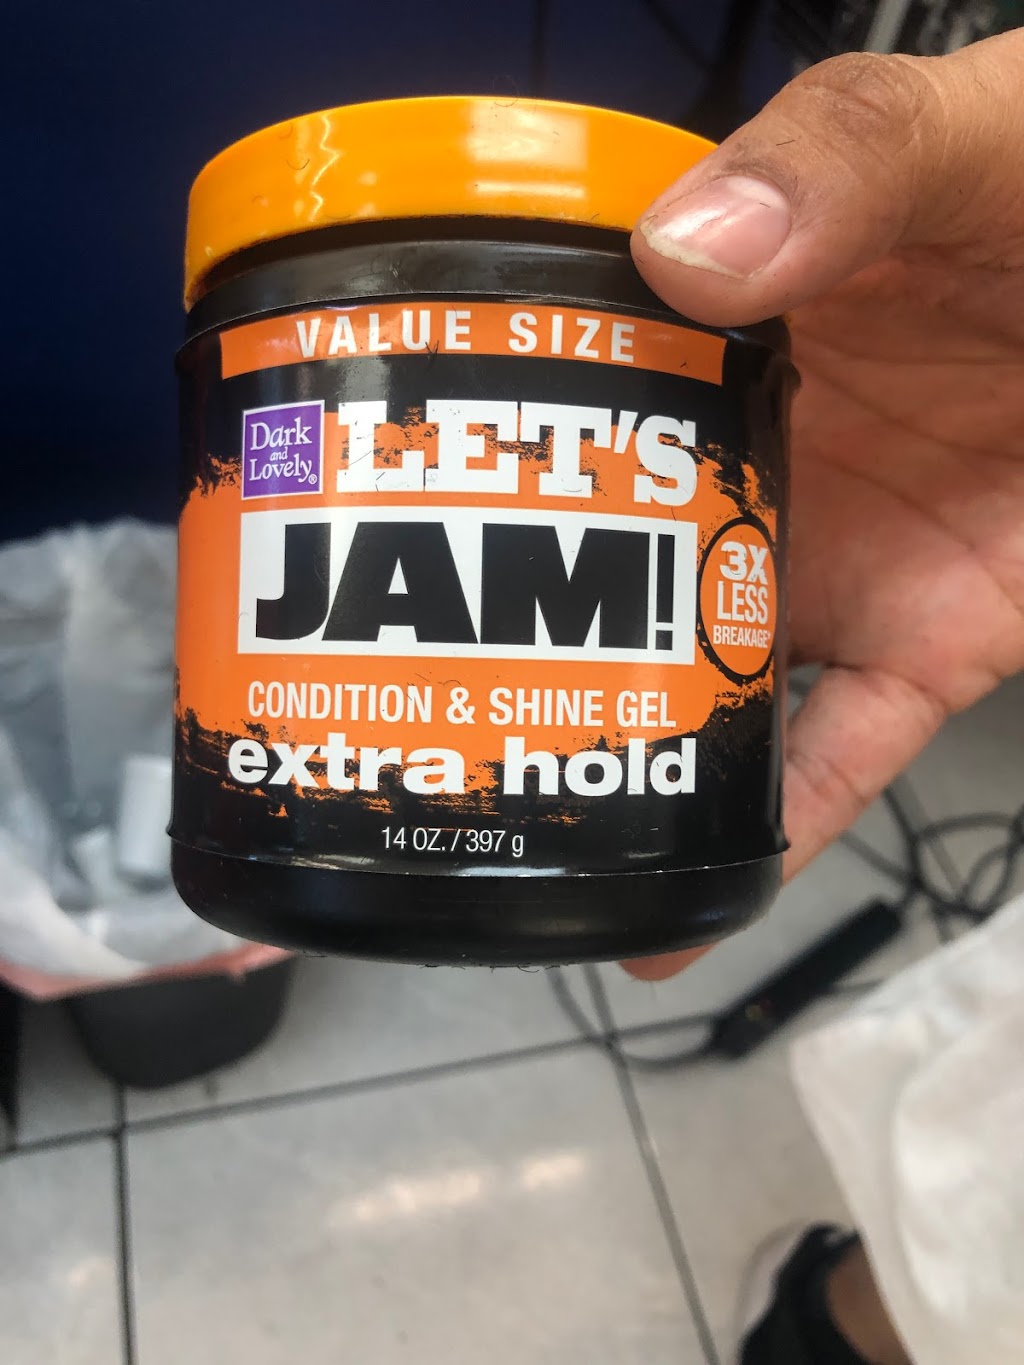 VALUE SIZE
Dark
and
Lovely®
LET'S
JAM!
3X
LESS
BREAKAGE*
CONDITION & SHINE GEL
extra hold
14 OZ. / 397 g